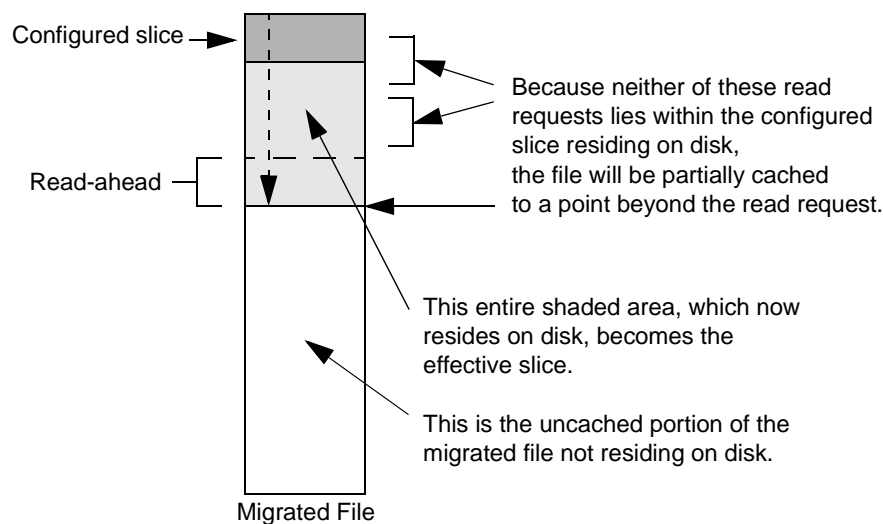 Configured slice
Because neither of these read
requests lies within the configured
slice residing on disk,
the file will be partially cached
to a point beyond the read request.
Read-ahead
This entire shaded area, which now
resides on disk, becomes the
effective slice.
This is the uncached portion of the
migrated file not residing on disk.
Migrated File